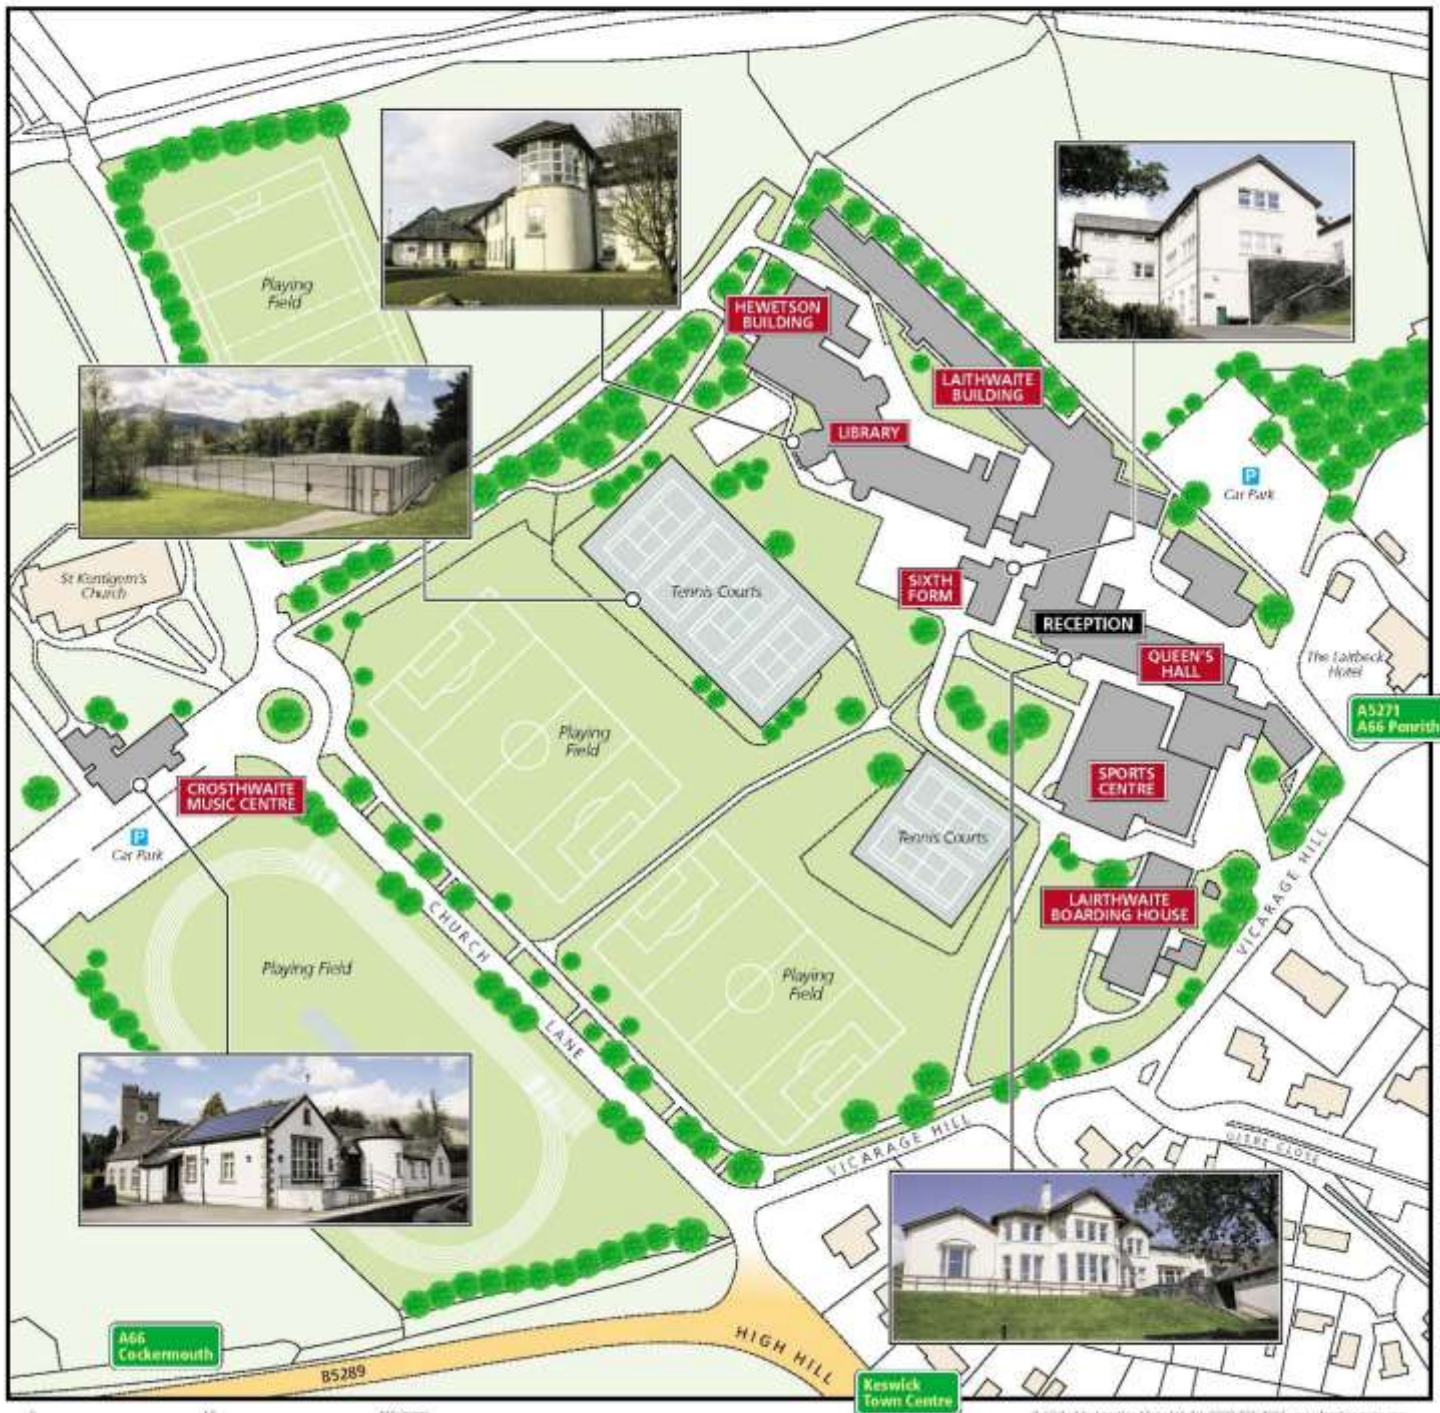 HEWETSON
BUILDING
Playing
Field
LAITHWAITE
BUILDING
LIBRARY
P
Car Park
St Kentigern's
Church
Tennis Courts
SIXTH
FORM
RECEPTION
QUEEN'S
HALL
The Lairbeck
Hotel
A5271
A66 Penrith
Playing
Field
CROSTHWAITE
MUSIC CENTRE
SPORTS
CENTRE
P
Car Park
Tennis Courts
LAIRTHWAITE
BOARDING HOUSE
VICARAGE HILL
CHURCH
LANE
Playing Field
Playing
Field
VICARAGE HILL
GLEBE CLOSE
A66
Cockermouth
B5289
HIGH HILL
Keswick
Town Centre